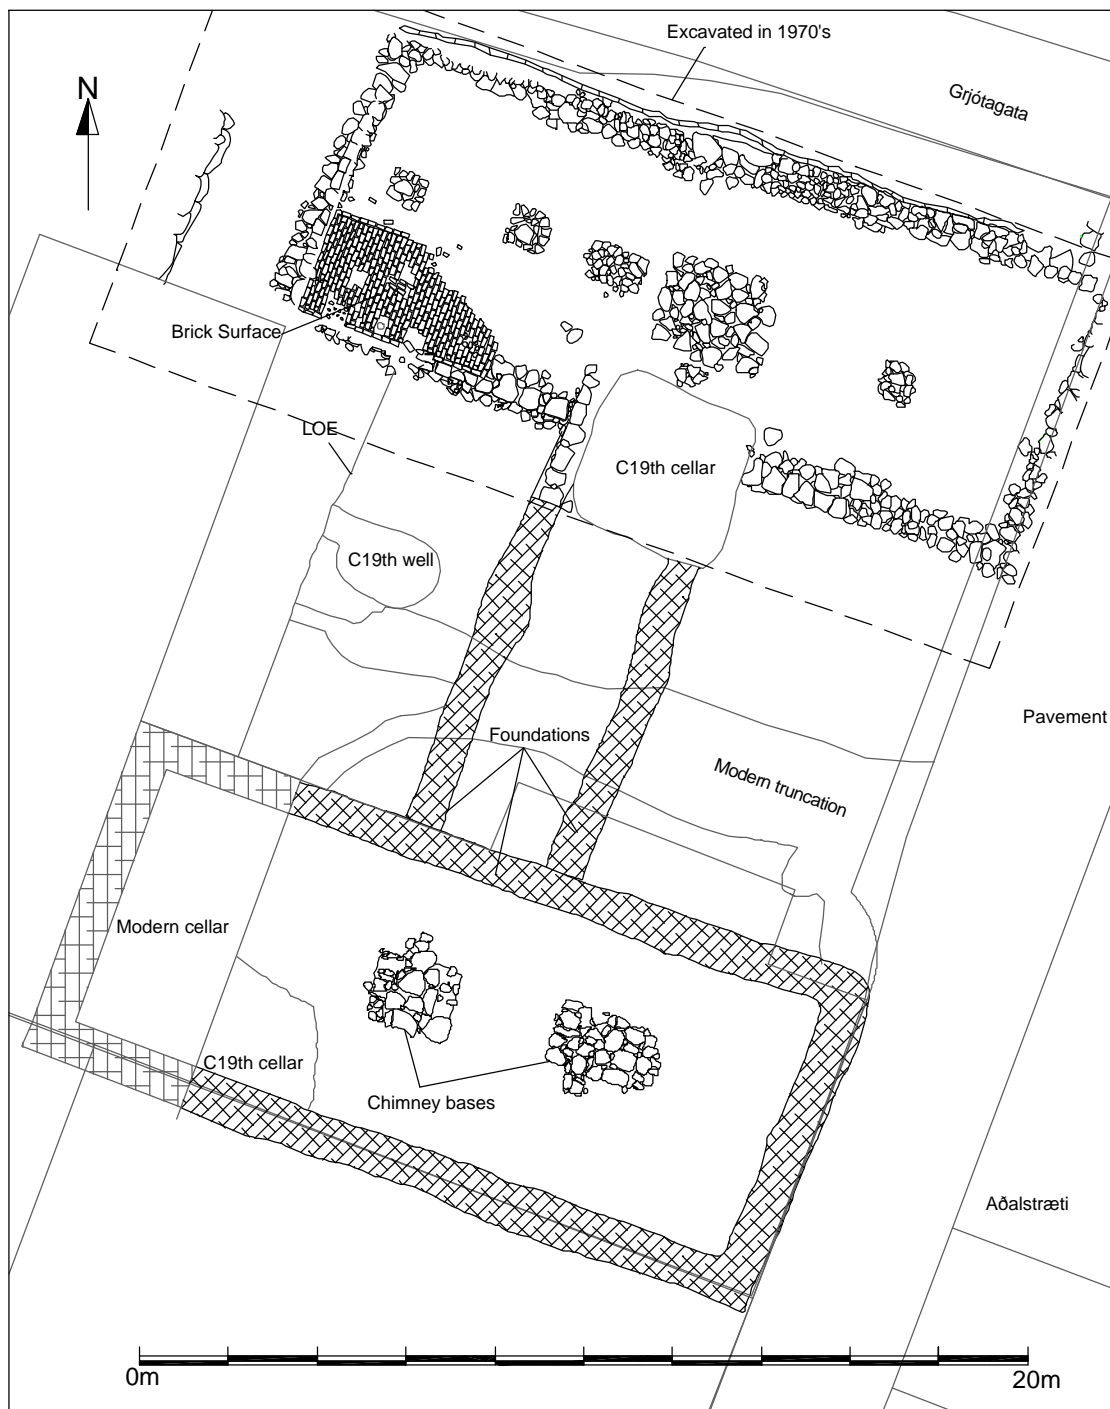 Excavated in 1970's
N
Grjótagata
Brick Surface
LOE
C19th cellar
C19th well
Pavement
Foundations
Modern truncation
Modern cellar
C19th cellar
Chimney bases
Aðalstræti
0m
20m